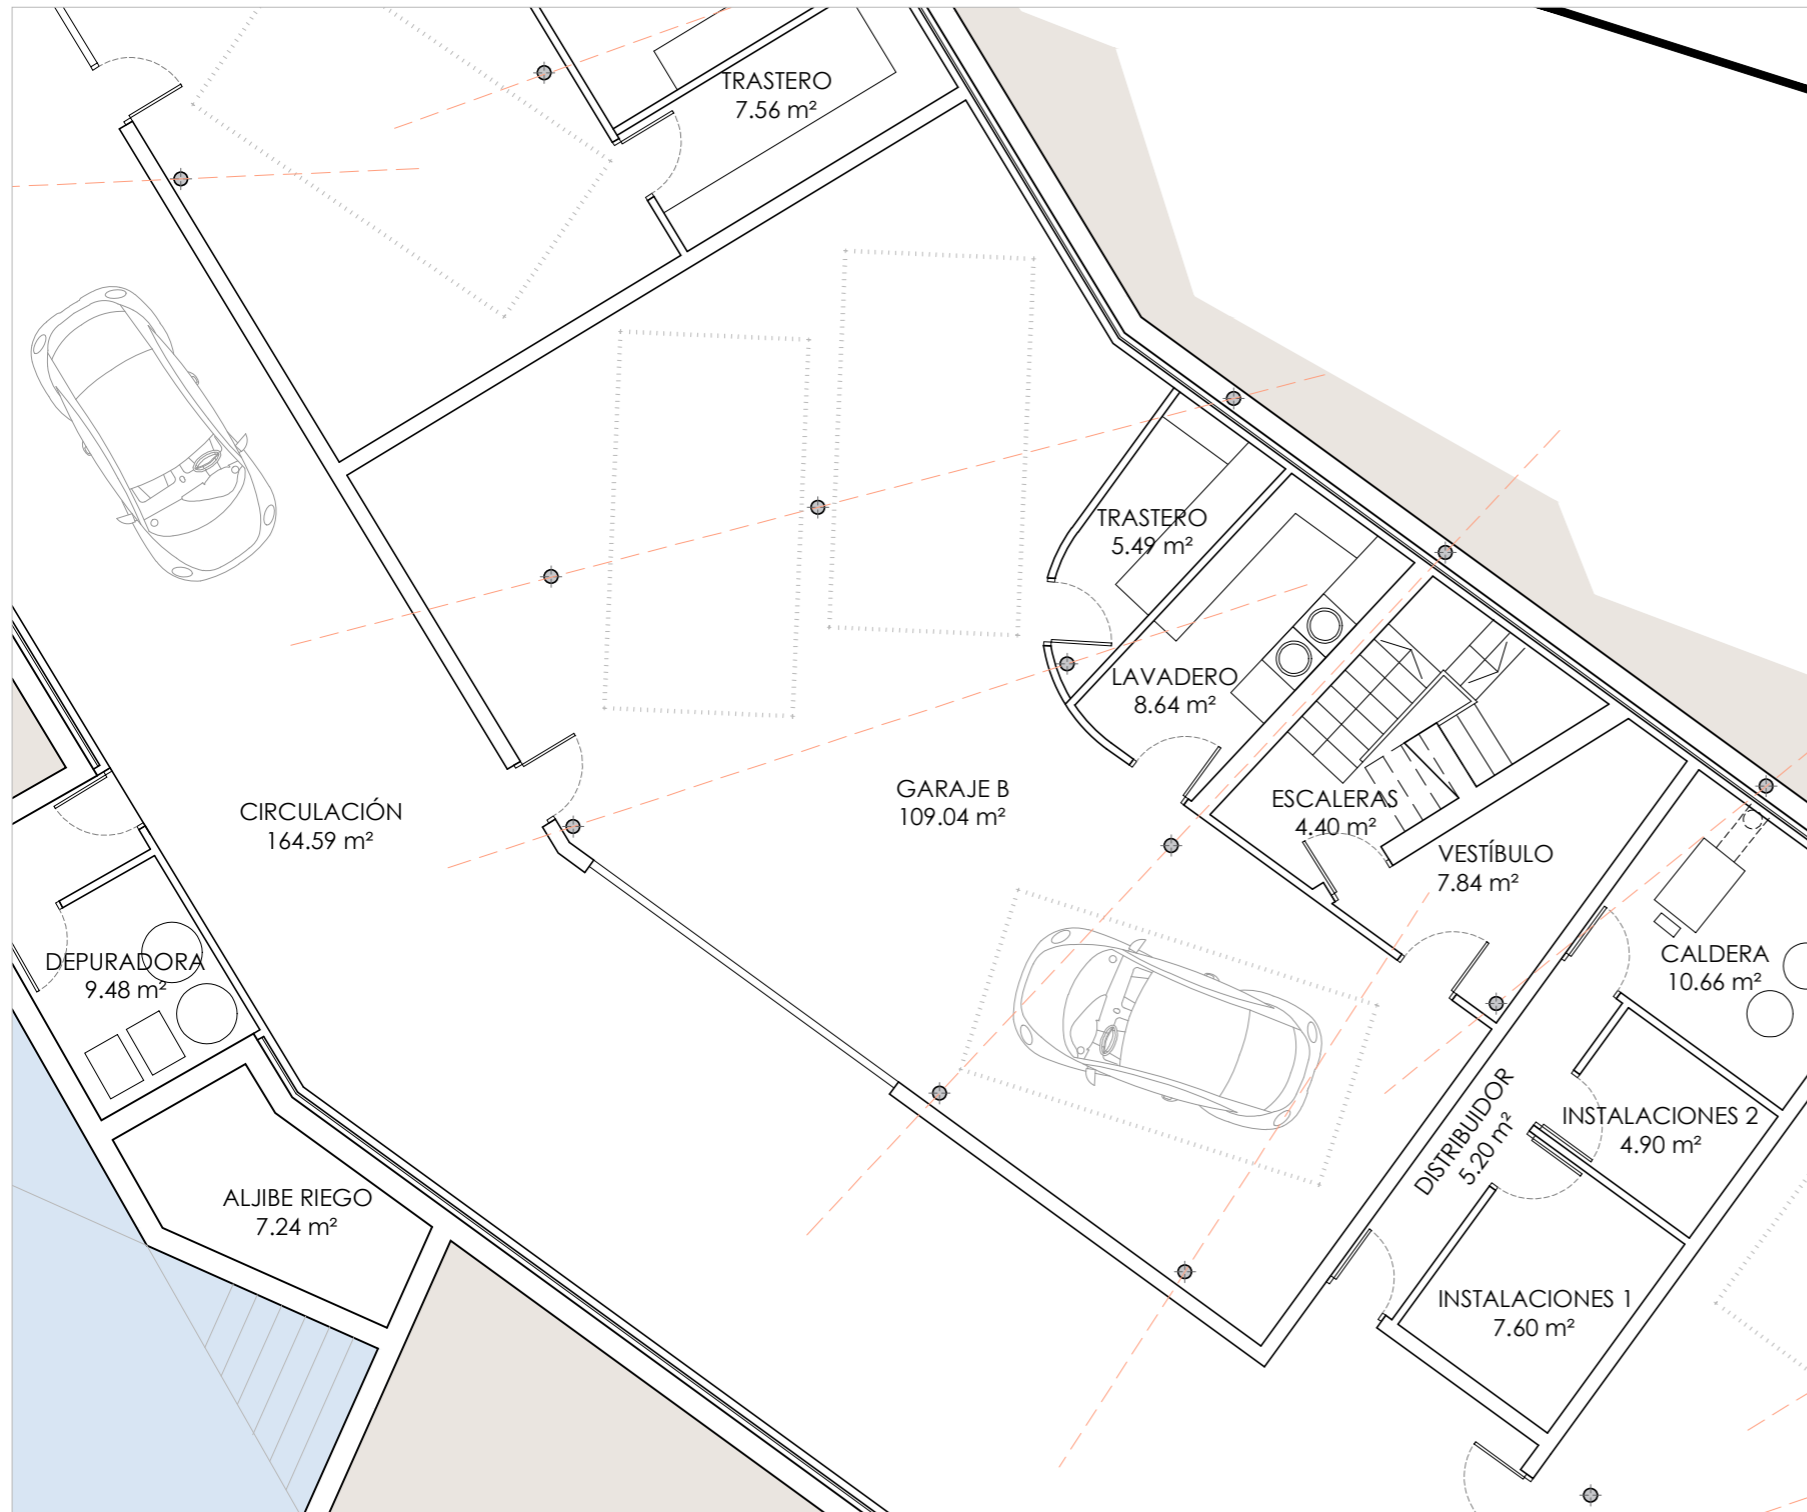 TRASTERO
7.56 m²
TRASTERO
5.49 m²
LAVADERO
8.64 m²
GARAJE B
109.04 m²
CIRCULACIÓN
164.59 m²
ESCALERAS
4.40 m²
VESTÍBULO
7.84 m²
DEPURADORA
9.48 m²
CALDERA
10.66 m²
DISTRIBUIDOR
5.20 m²
INSTALACIONES 2
4.90 m²
ALJIBE RIEGO
7.24 m²
INSTALACIONES 1
7.60 m²